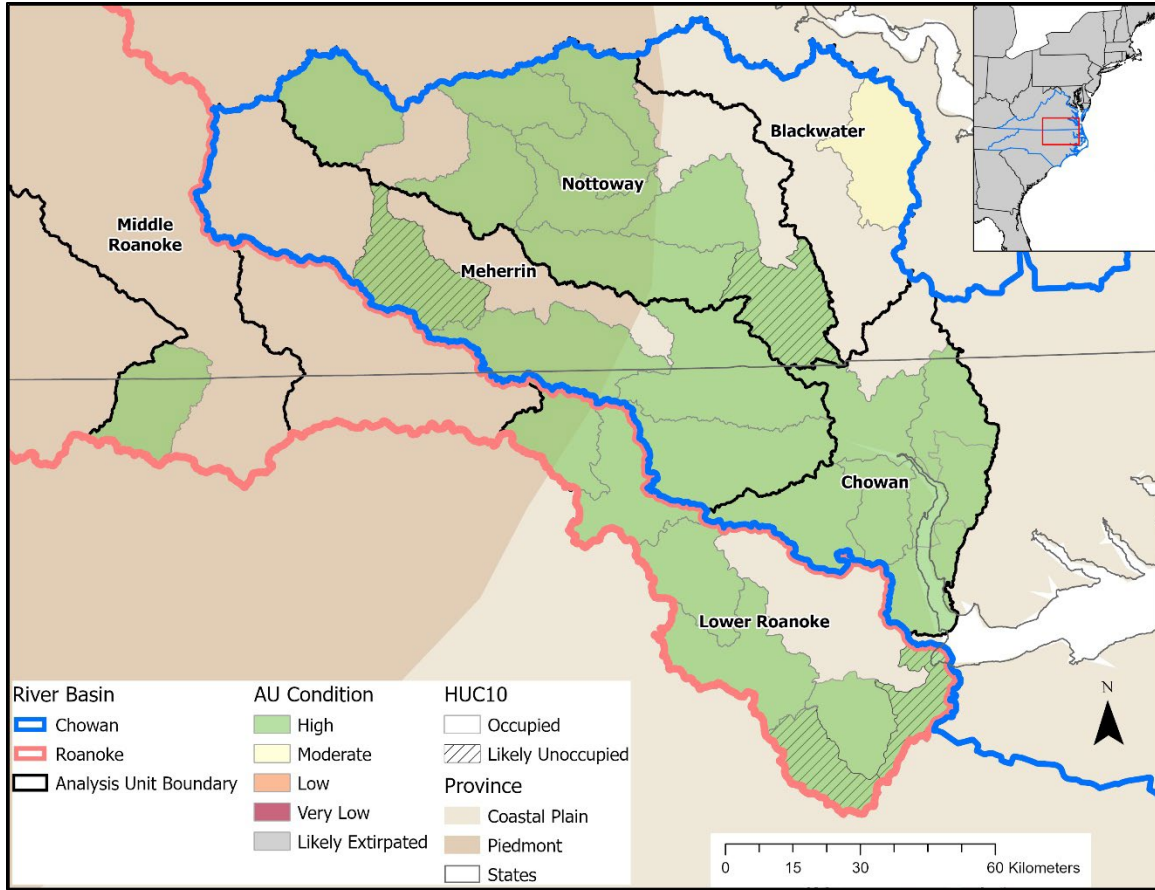 Blackwater
Nottoway
Middle
Roanoke
Meherrin
Chowan
Lower Roanoke
River Basin
Chowan
Roanoke
Analysis Unit Boundary
AU Condition
High
Moderate
Low
Very Low
Likely Extirpated
HUC10
Occupied
Likely Unoccupied
Province
Coastal Plain
Piedmont
States
N
0 15 30 60 Kilometers